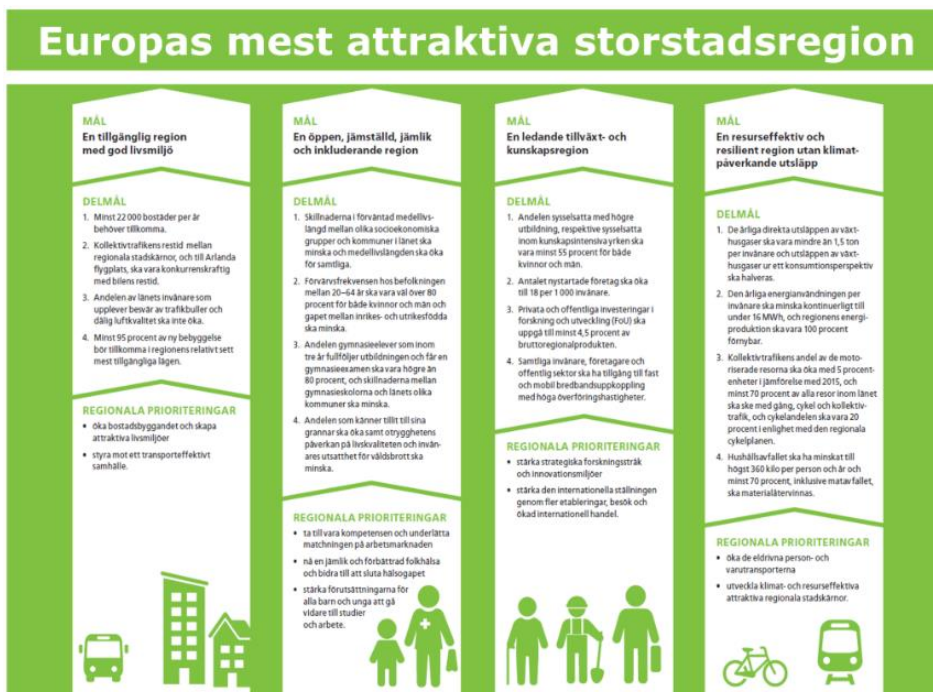 Europas mest attraktiva storstadsregion
MÅL
En tillgänglig region
med god livsmiljö
DELMÅL
1. Minst 22 000 bostäder per år
behöver tillkomma.
2. Kollektivtrafikens restid mellan
regionala stadskärnor, och till Arlanda
flygplats, ska vara konkurrenskraftig
med bilens restid.
3. Andelen av länets invånare som
upplever besvär av trafikbuller och
dålig luftkvalitet ska inte öka.
4. Minst 95 procent av ny bebyggelse
bör tillkomma i regionens relativt sett
mest tillgängliga lägen.
REGIONALA PRIORITERINGAR
• öka bostadsbyggandet och skapa
attraktiva livsmiljöer
• styra mot ett transporteffektivt
samhälle.
MÅL
En öppen, jämställd, jämlik
och inkluderande region
DELMÅL
1. Skillnaderna i förväntad medellivs-
längd mellan olika socioekonomiska
grupper och kommuner i länet ska
minska och medellivslängden ska öka
för samtliga.
2. Förvärvsfrekvensen hos befolkningen
mellan 20–64 år ska vara väl över 80
procent för både kvinnor och män och
gapet mellan inrikes- och utrikesfödda
ska minska.
3. Andelen gymnasieelever som inom
tre år fullföljer utbildningen och får en
gymnasieexamen ska vara högre än
80 procent, och skillnaderna mellan
gymnasieskolorna och länets olika
kommuner ska minska.
4. Andelen som känner tillit till sina
grannar ska öka samt otrygghetens
påverkan på livskvaliteten och invån-
ares utsatthet för våldsbrott ska
minska.
REGIONALA PRIORITERINGAR
• ta till vara kompetensen och underlätta
matchningen på arbetsmarknaden
• nå en jämlik och förbättrad folkhälsa
och bidra till att sluta hälsogapet
• stärka förutsättningarna för
alla barn och unga att gå
vidare till studier
och arbete.
MÅL
En ledande tillväxt- och
kunskapsregion
DELMÅL
1. Andelen sysselsatta med högre
utbildning, respektive sysselsatta
inom kunskapsintensiva yrken ska
vara minst 55 procent för både
kvinnor och män.
2. Antalet nystartade företag ska öka
till 18 per 1 000 invånare.
3. Privata och offentliga investeringar i
forskning och utveckling (FoU) ska
uppgå till minst 4,5 procent av
bruttoregionalprodukten.
4. Samtliga invånare, företagare och
offentlig sektor ska ha tillgång till fast
och mobil bredbandsuppkoppling
med höga överföringshastigheter.
REGIONALA PRIORITERINGAR
• stärka strategiska forskningsstråk
och innovationsmiljöer
• stärka den internationella ställningen
genom fler etableringar, besök och
ökad internationell handel.
MÅL
En resurseffektiv och
resilient region utan klimat-
påverkande utsläpp
DELMÅL
1. De årliga direkta utsläppen av växt-
husgaser ska vara mindre än 1,5 ton
per invånare och utsläppen av växt-
husgaser ur ett konsumtionsperspektiv
ska halveras.
2. Den årliga energianvändningen per
invånare ska minska kontinuerligt till
under 16 MWh, och regionens energi-
produktion ska vara 100 procent
förnybar.
3. Kollektivtrafikens andel av de moto-
riserade resorna ska öka med 5 procent-
enheter i jämförelse med 2015, och
minst 70 procent av alla resor inom länet
ska ske med gång, cykel och kollektiv-
trafik, och cykelandelen ska vara 20
procent i enlighet med den regionala
cykelplanen.
4. Hushållsavfallet ska ha minskat till
högst 360 kilo per person och år och
minst 70 procent, inklusive matavfallet,
ska materialåtervinnas.
REGIONALA PRIORITERINGAR
• öka de eldrivna person- och
varutransporterna
• utveckla klimat- och resurseffektiva
attraktiva regionala stadskärnor.